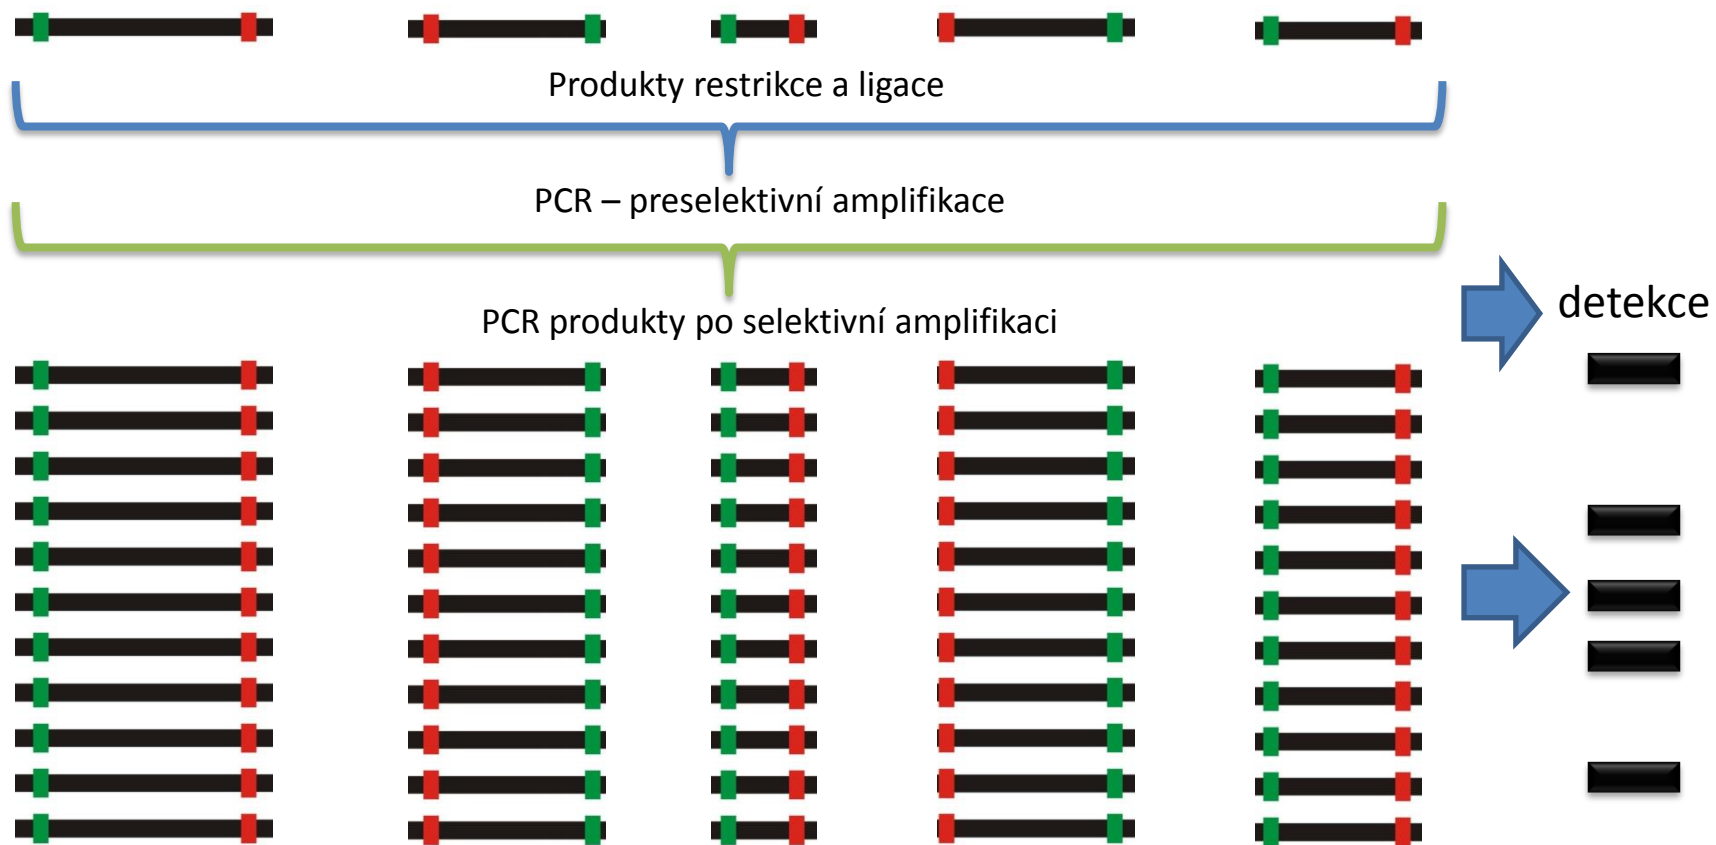 Produkty restrikce a ligace
PCR – preselektivní amplifikace
PCR produkty po selektivní amplifikaci
detekce